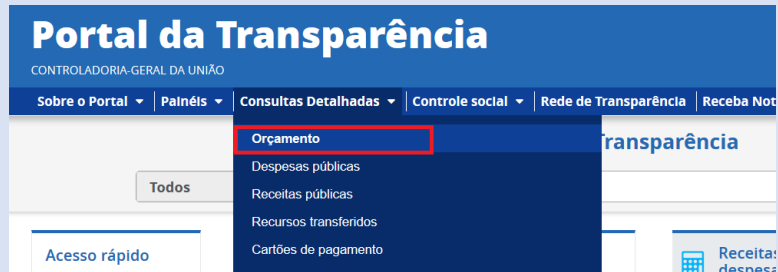 Portal da Transparência
CONTROLADORIA-GERAL DA UNIÃO
Sobre o Portal Painéis Consultas Detalhadas Controle social Rede de Transparência Receba Not
Orçamento
Transparência
Despesas públicas
Todos
Receitas públicas
Recursos transferidos
Cartões de pagamento
Acesso rápido
Receitas
despesa